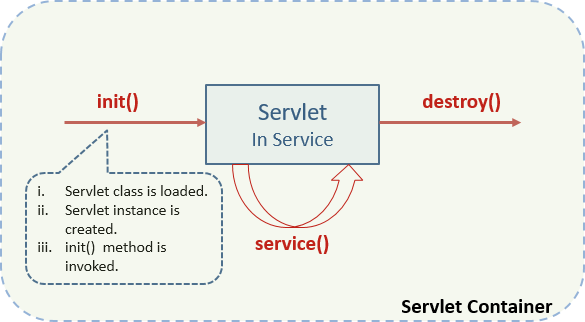 init()
Servlet
In Service
destroy()
i. Servlet class is loaded.
ii. Servlet instance is
created.
iii. init() method is
invoked.
service()
Servlet Container